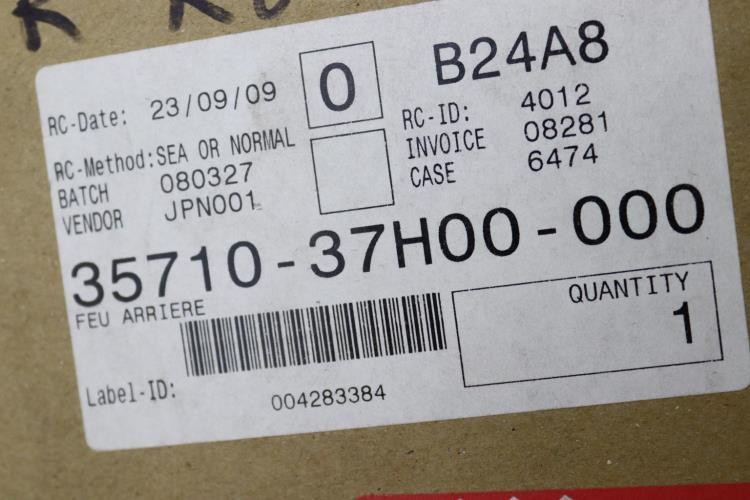 RC-Date: 23/09/09
0
B24A8
RC-Method:SEA OR NORMAL
BATCH 080327
VENDOR JPN001
RC-ID: 4012
INVOICE 08281
CASE 6474
35710-37H00-000
FEU ARRIERE
QUANTITY
1
Label-ID: 004283384